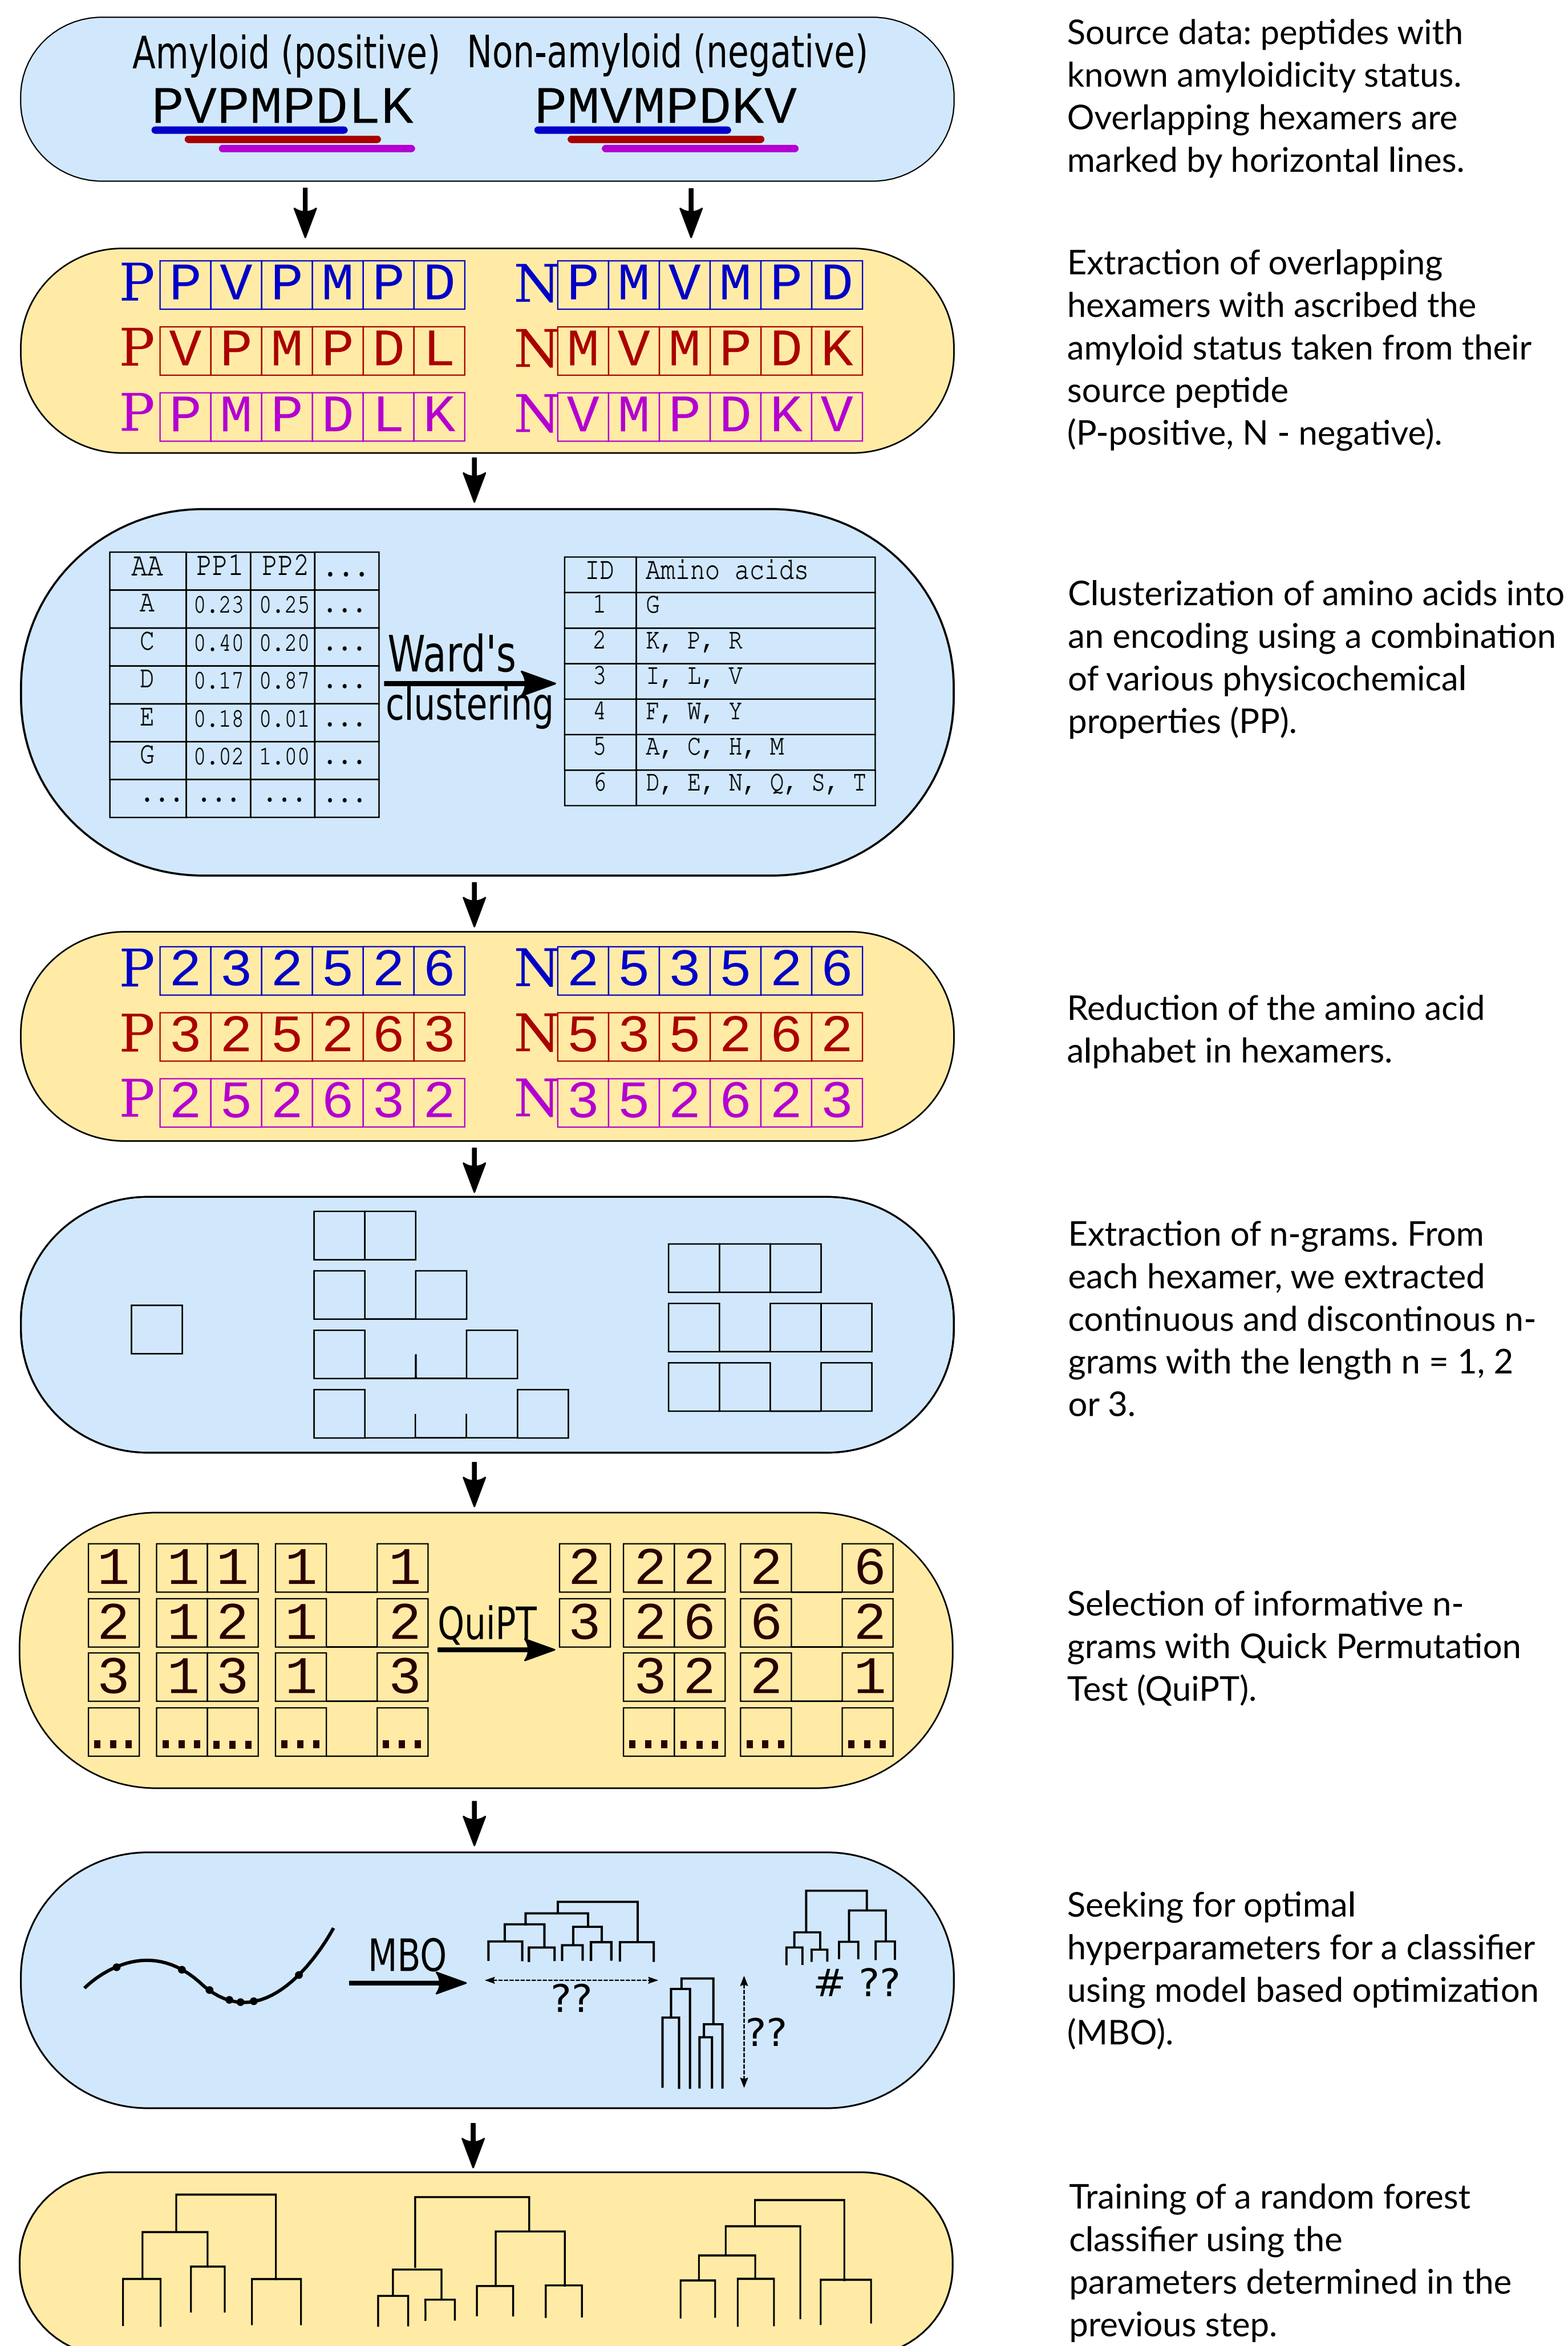 Amyloid (positive) Non-amyloid (negative)
PVPMPDLK PMVMPDKV
Source data: peptides with
known amyloidicity status.
Overlapping hexamers are
marked by horizontal lines.
P P V P M P D N P M V M P D
P V P M P D L N M V M P D K
P P M P D L K N V M P D K V
Extraction of overlapping
hexamers with ascribed the
amyloid status taken from their
source peptide
(P-positive, N - negative).
AA PP1 PP2 ...
A 0.23 0.25 ...
C 0.40 0.20 ...
D 0.17 0.87 ...
E 0.18 0.01 ...
G 0.02 1.00 ...
... ... ... ...
Ward's
clustering
ID Amino acids
1 G
2 K, P, R
3 I, L, V
4 F, W, Y
5 A, C, H, M
6 D, E, N, Q, S, T
Clusterization of amino acids into
an encoding using a combination
of various physicochemical
properties (PP).
P 2 3 2 5 2 6 N 2 5 3 5 2 6
P 3 2 5 2 6 3 N 5 3 5 2 6 2
P 2 5 2 6 3 2 N 3 5 2 6 2 3
Reduction of the amino acid
alphabet in hexamers.
Extraction of n-grams. From
each hexamer, we extracted
continuous and discontinous n-
grams with the length n = 1, 2
or 3.
1 1 1 1 1
2 1 2 1 2
3 1 3 1 3
... ... ... ... ...
QuiPT
2 2 2 2 6
3 2 6 6 2
3 2 2 1
... ... ... ...
Selection of informative n-
grams with Quick Permutation
Test (QuiPT).
MBO
??
??
# ??
Seeking for optimal
hyperparameters for a classifier
using model based optimization
(MBO).
Training of a random forest
classifier using the
parameters determined in the
previous step.